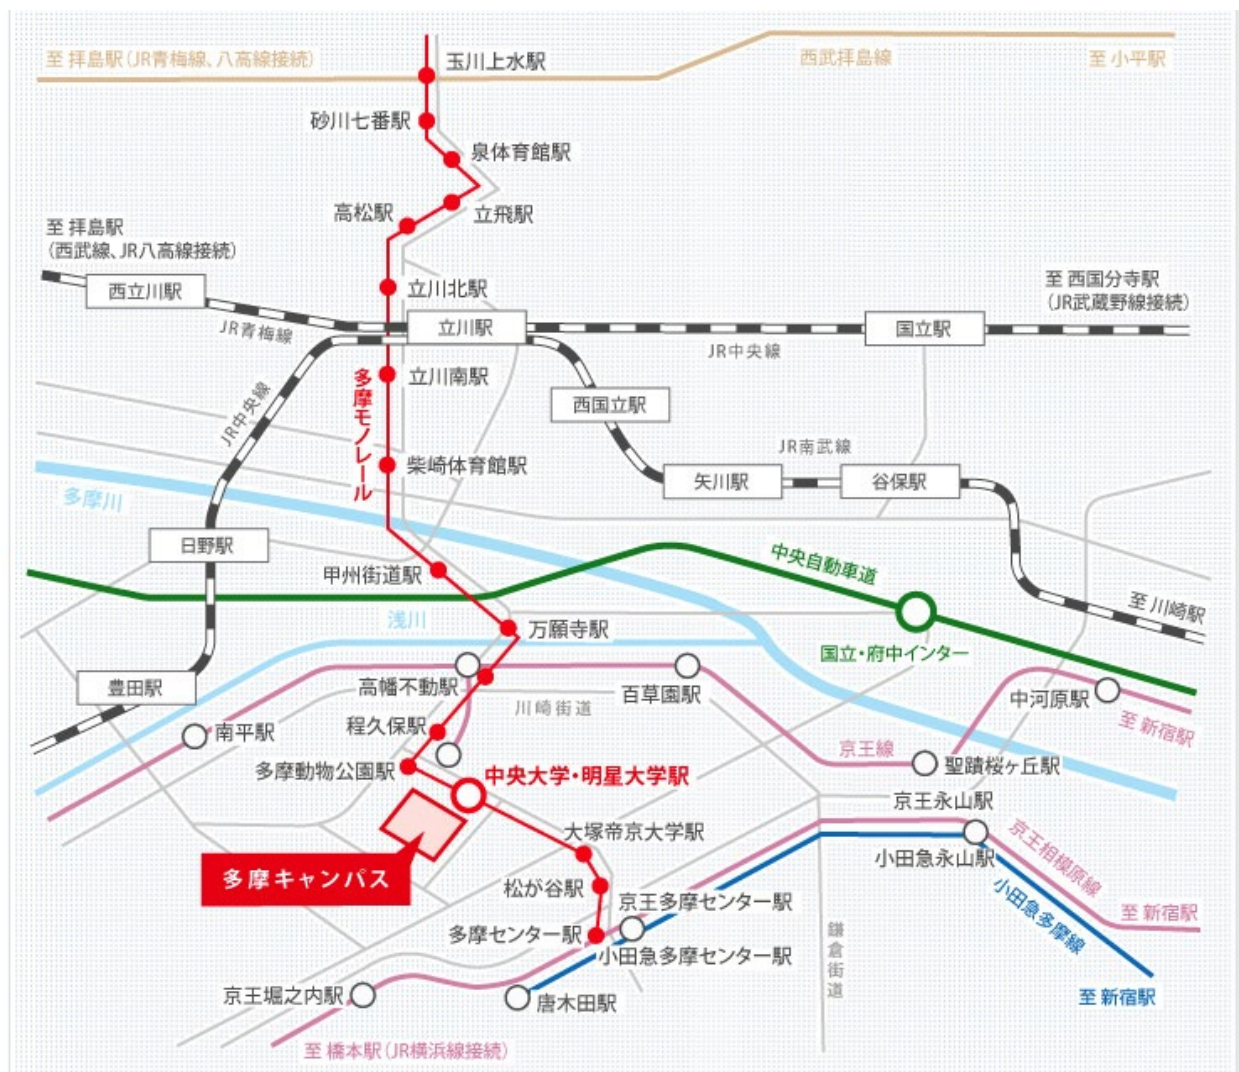 至 拝島駅（JR青梅線、八高線接続）
玉川上水駅
西武拝島線
至 小平駅
砂川七番駅
泉体育館駅
高松駅
立飛駅
至 拝島駅
（西武線、JR八高線接続）
西立川駅
立川北駅
至 西国分寺駅
（JR武蔵野線接続）
JR青梅線
立川駅
国立駅
JR中央線
立川南駅
多摩モノレール
JR中央線
西国立駅
JR南武線
柴崎体育館駅
矢川駅
谷保駅
多摩川
日野駅
甲州街道駅
中央自動車道
至 川崎駅
浅川
万願寺駅
国立・府中インター
豊田駅
高幡不動駅
百草園駅
中河原駅
川崎街道
至 新宿駅
南平駅
程久保駅
京王線
聖蹟桜ヶ丘駅
多摩動物公園駅
中央大学・明星大学駅
京王永山駅
大塚帝京大学駅
小田急永山駅
京王相模原線
多摩キャンパス
松が谷駅
京王多摩センター駅
小田急多摩線
至 新宿駅
多摩センター駅
小田急多摩センター駅
鎌倉街道
京王堀之内駅
唐木田駅
至 新宿駅
至 橋本駅（JR横浜線接続）